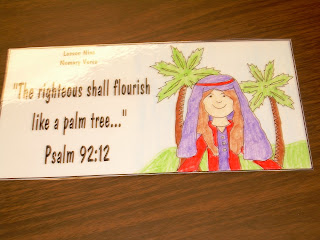 Lesson Nine
Memory Verse
"The righteous shall flourish
like a palm tree..."
Psalm 92:12